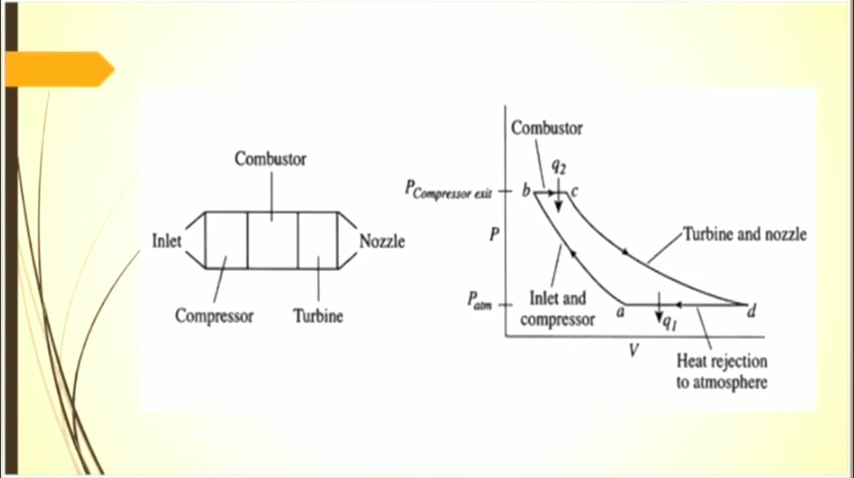 Combustor
Inlet
Nozzle
Compressor
Turbine
Combustor
q2
PCompressor exit
b
c
P
Turbine and nozzle
Patm
Inlet and
compressor
a
q1
d
V
Heat rejection
to atmosphere